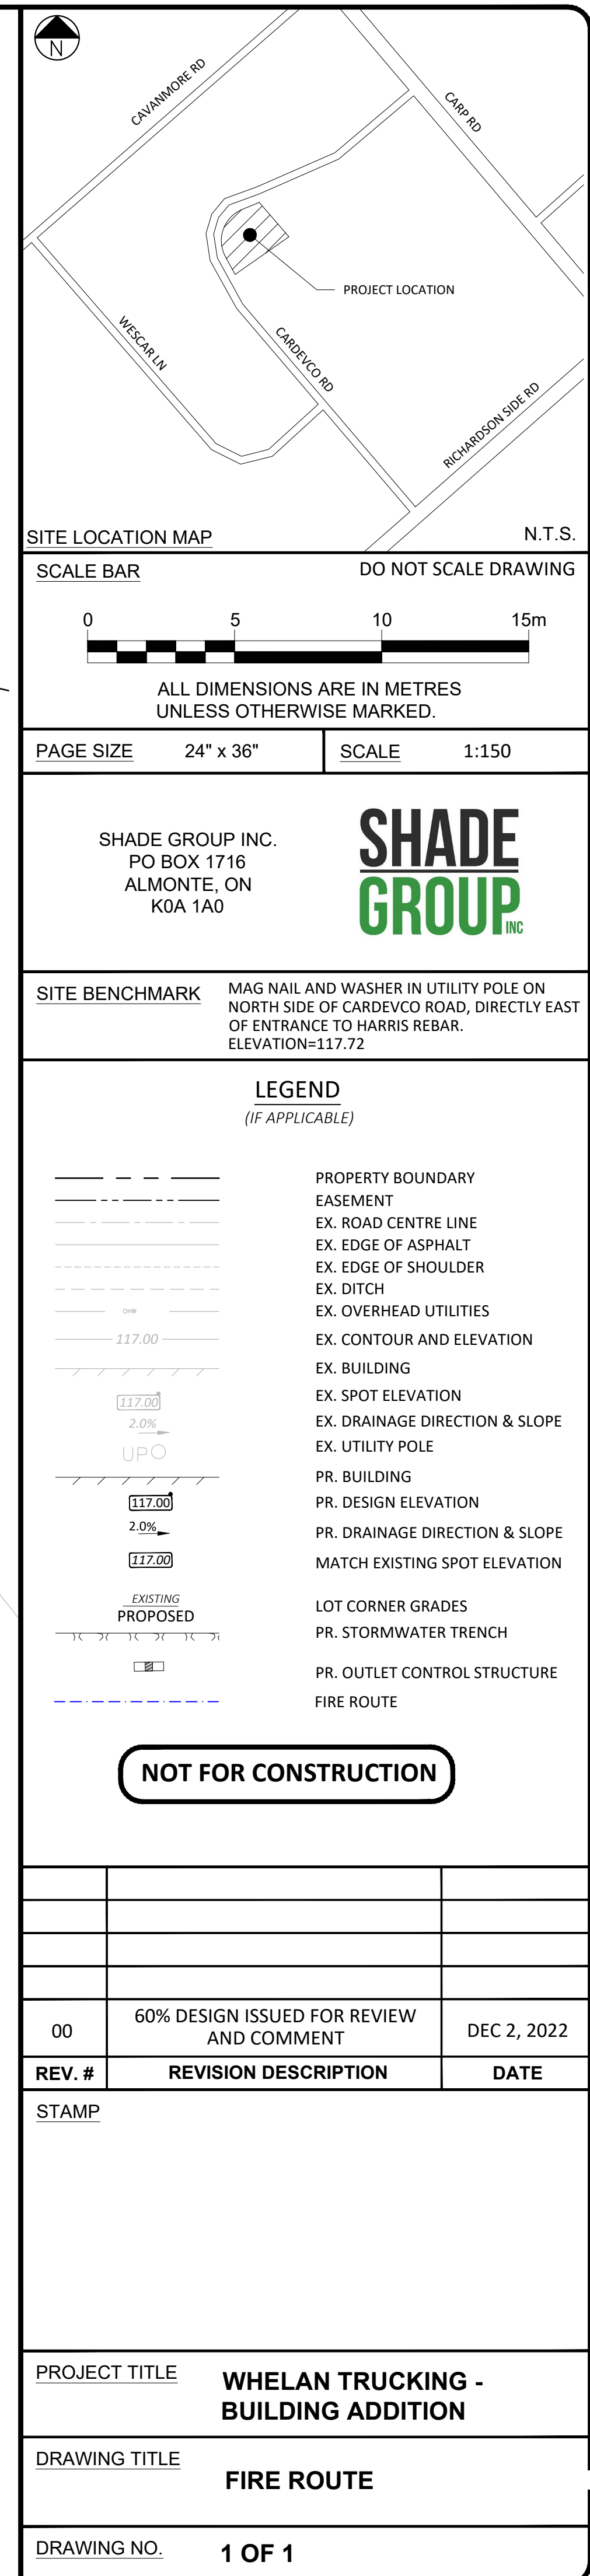 N
CAVANMORE RD
CARP RD
PROJECT LOCATION
WESCAR LN
CARDEVCO RD
RICHARDSON SIDE RD
SITE LOCATION MAP N.T.S.
SCALE BAR DO NOT SCALE DRAWING
0 5 10 15m
ALL DIMENSIONS ARE IN METRES
UNLESS OTHERWISE MARKED.
PAGE SIZE 24" x 36" SCALE 1:150
SHADE GROUP INC.
PO BOX 1716
ALMONTE, ON
K0A 1A0
SHADE
GROUP INC
SITE BENCHMARK MAG NAIL AND WASHER IN UTILITY POLE ON
NORTH SIDE OF CARDEVCO ROAD, DIRECTLY EAST
OF ENTRANCE TO HARRIS REBAR.
ELEVATION=117.72
LEGEND
(IF APPLICABLE)
PROPERTY BOUNDARY
EASEMENT
EX. ROAD CENTRE LINE
EX. EDGE OF ASPHALT
EX. EDGE OF SHOULDER
EX. DITCH
OHW EX. OVERHEAD UTILITIES
117.00 EX. CONTOUR AND ELEVATION
EX. BUILDING
117.00 EX. SPOT ELEVATION
2.0% EX. DRAINAGE DIRECTION & SLOPE
UP EX. UTILITY POLE
PR. BUILDING
117.00 PR. DESIGN ELEVATION
2.0% PR. DRAINAGE DIRECTION & SLOPE
117.00 MATCH EXISTING SPOT ELEVATION
EXISTING
PROPOSED LOT CORNER GRADES
PR. STORMWATER TRENCH
PR. OUTLET CONTROL STRUCTURE
FIRE ROUTE
NOT FOR CONSTRUCTION
00 60% DESIGN ISSUED FOR REVIEW
AND COMMENT DEC 2, 2022
REV. # REVISION DESCRIPTION DATE
STAMP
PROJECT TITLE WHELAN TRUCKING -
BUILDING ADDITION
DRAWING TITLE
FIRE ROUTE
DRAWING NO. 1 OF 1